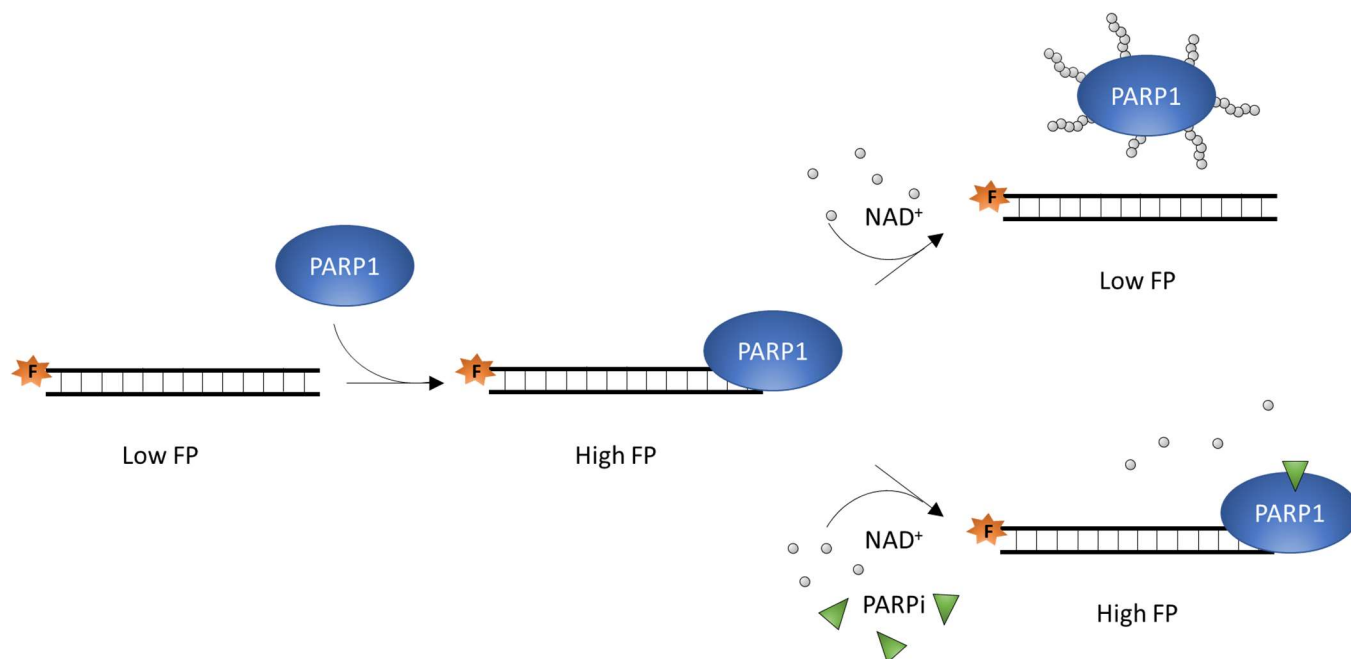 PARP1
F
Low FP
F
PARP1
High FP
PARP1
NAD⁺
F
Low FP
NAD⁺
PARPi
F
PARP1
High FP